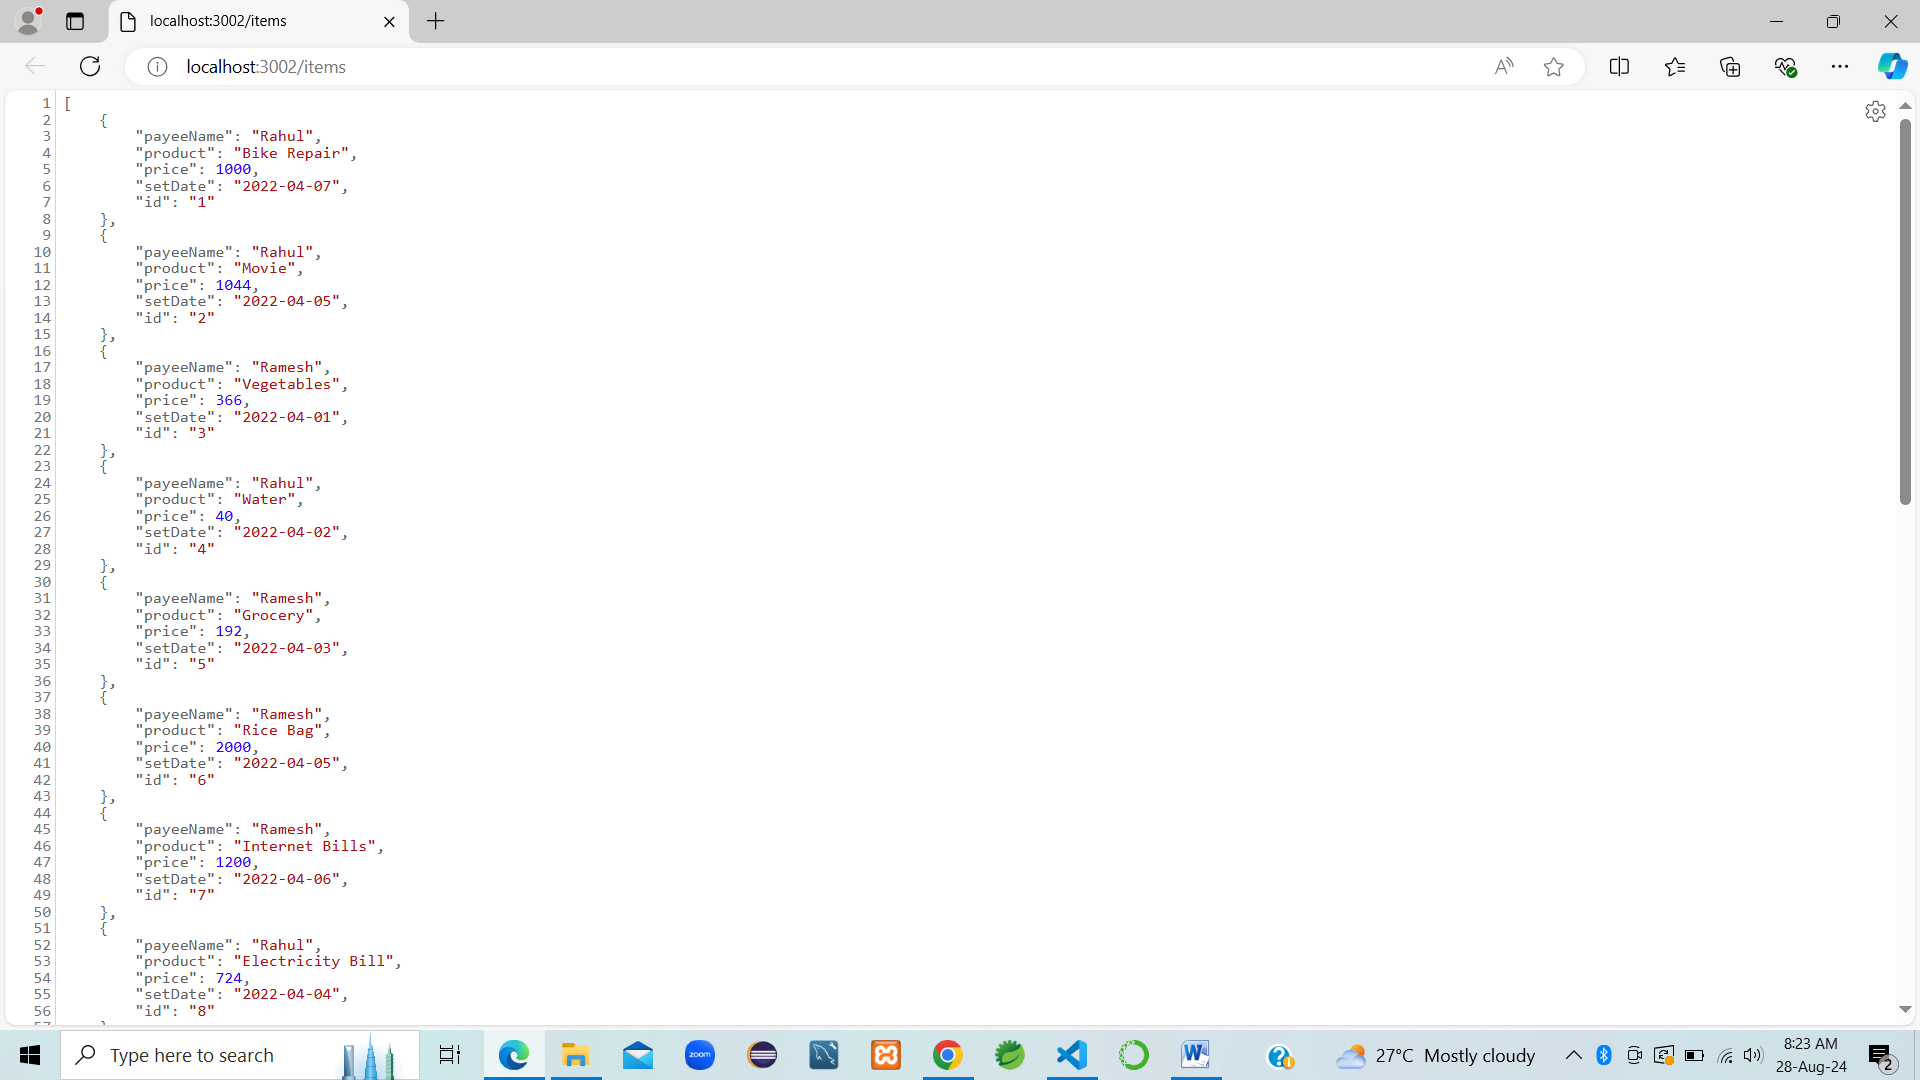 localhost:3002/items
localhost:3002/items
1 [
2 {
3 "payeeName": "Rahul",
4 "product": "Bike Repair",
5 "price": 1000,
6 "setDate": "2022-04-07",
7 "id": "1"
8 },
9 {
10 "payeeName": "Rahul",
11 "product": "Movie",
12 "price": 1044,
13 "setDate": "2022-04-05",
14 "id": "2"
15 },
16 {
17 "payeeName": "Ramesh",
18 "product": "Vegetables",
19 "price": 366,
20 "setDate": "2022-04-01",
21 "id": "3"
22 },
23 {
24 "payeeName": "Rahul",
25 "product": "Water",
26 "price": 40,
27 "setDate": "2022-04-02",
28 "id": "4"
29 },
30 {
31 "payeeName": "Ramesh",
32 "product": "Grocery",
33 "price": 192,
34 "setDate": "2022-04-03",
35 "id": "5"
36 },
37 {
38 "payeeName": "Ramesh",
39 "product": "Rice Bag",
40 "price": 2000,
41 "setDate": "2022-04-05",
42 "id": "6"
43 },
44 {
45 "payeeName": "Ramesh",
46 "product": "Internet Bills",
47 "price": 1200,
48 "setDate": "2022-04-06",
49 "id": "7"
50 },
51 {
52 "payeeName": "Rahul",
53 "product": "Electricity Bill",
54 "price": 724,
55 "setDate": "2022-04-04",
56 "id": "8"
Type here to search
zoom
27°C Mostly cloudy
8:23 AM
28-Aug-24
2